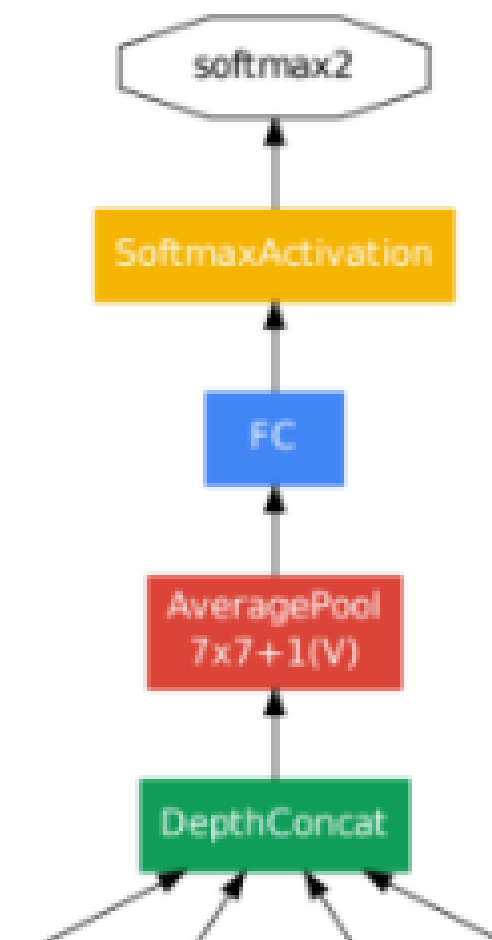 softmax2
SoftmaxActivation
FC
AveragePool
7x7+1(V)
DepthConcat